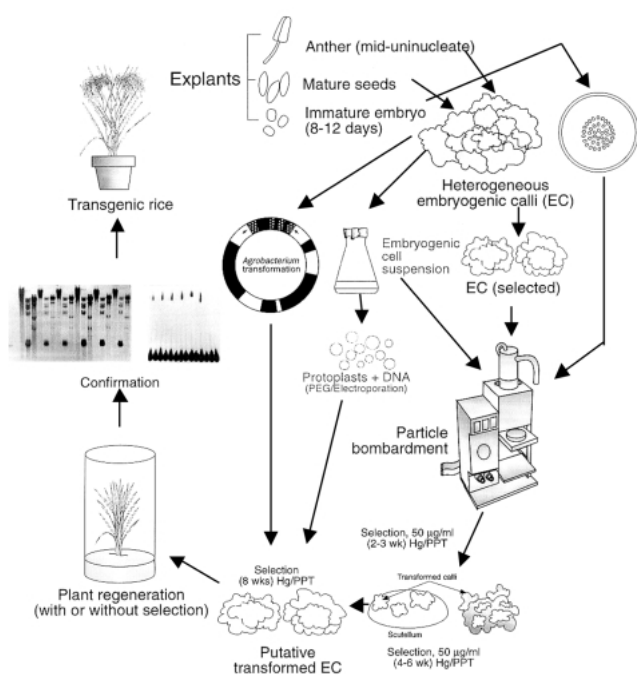 Explants
Anther (mid-uninucleate)
Mature seeds
Immature embryo
(8-12 days)
Transgenic rice
Heterogeneous
embryogenic calli (EC)
Agrobacterium
transformation
Embryogenic
cell
suspension
EC (selected)
Confirmation
Protoplasts + DNA
(PEG/Electroporation)
Particle
bombardment
Selection, 50 µg/ml
(2-3 wk) Hg/PPT
Plant regeneration
(with or without selection)
Selection
(8 wks) Hg/PPT
Transformed calli
Scutellum
Putative
transformed EC
Selection, 50 µg/ml
(4-6 wk) Hg/PPT